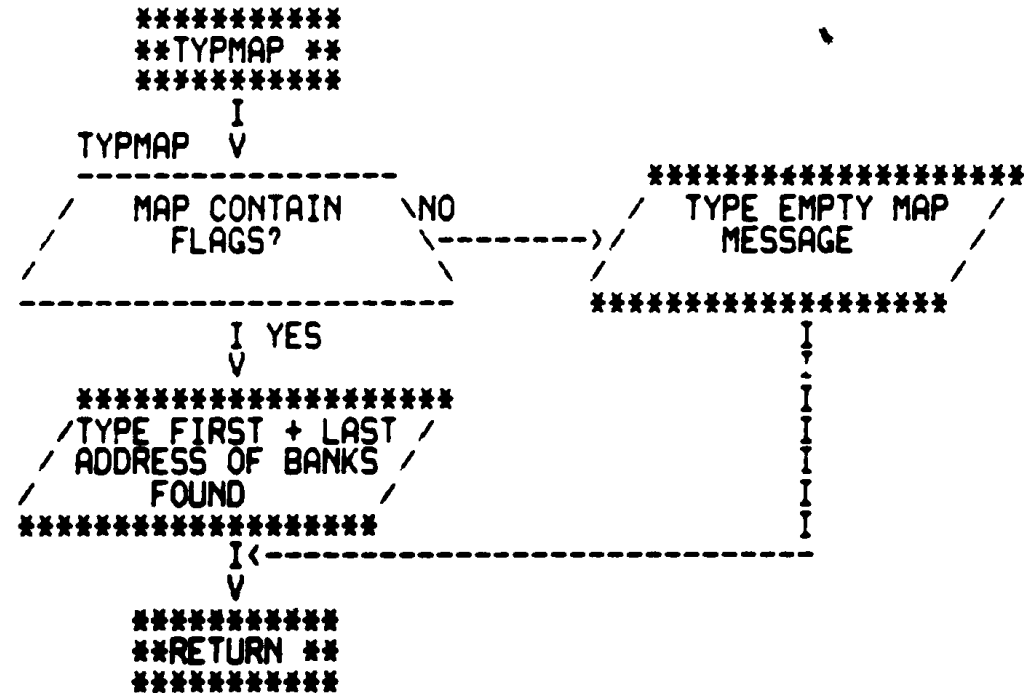 ***********
**TYPMAP **
***********
I
TYPMAP V
-----------------
/ MAP CONTAIN \NO
/ FLAGS? \--------->
/ \
-----------------------
********************
/ TYPE EMPTY MAP /
/ MESSAGE /
/ /
*******************
I YES
V
********************
/TYPE FIRST + LAST /
/ ADDRESS OF BANKS /
/ FOUND /
*******************
I<-----------------------------
V
***********
**RETURN **
***********